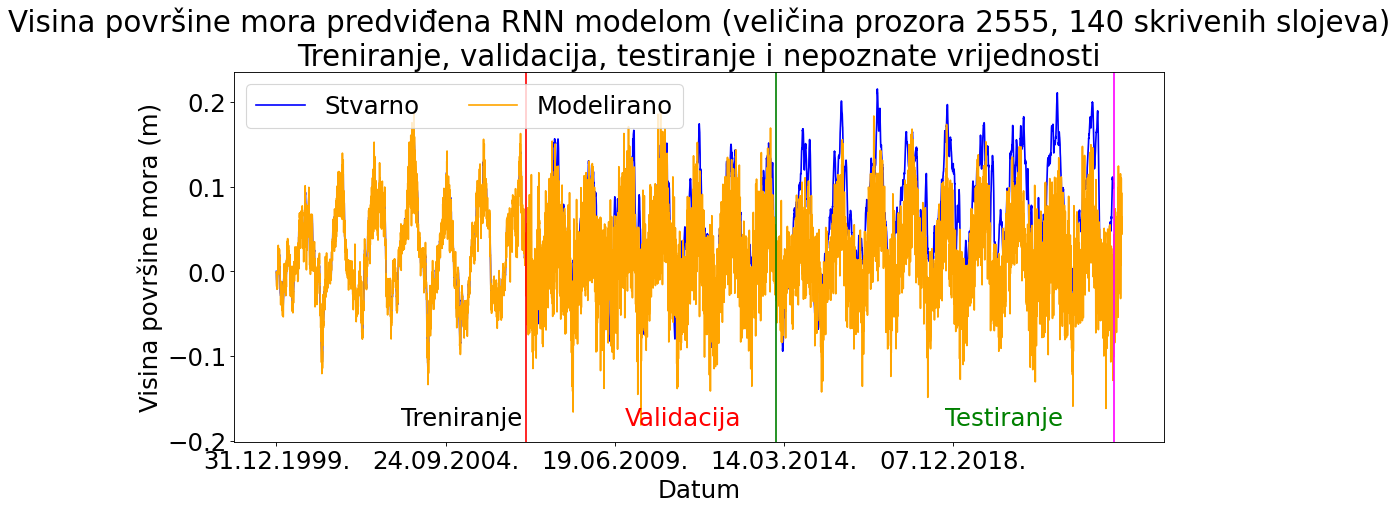 Visina površine mora predviđena RNN modelom (veličina prozora 2555, 140 skrivenih slojeva)
Treniranje, validacija, testiranje i nepoznate vrijednosti
Stvarno
Modelirano
Visina površine mora (m)
0.2
0.1
0.0
−0.1
−0.2
Treniranje
Validacija
Testiranje
31.12.1999.
24.09.2004.
19.06.2009.
14.03.2014.
07.12.2018.
Datum